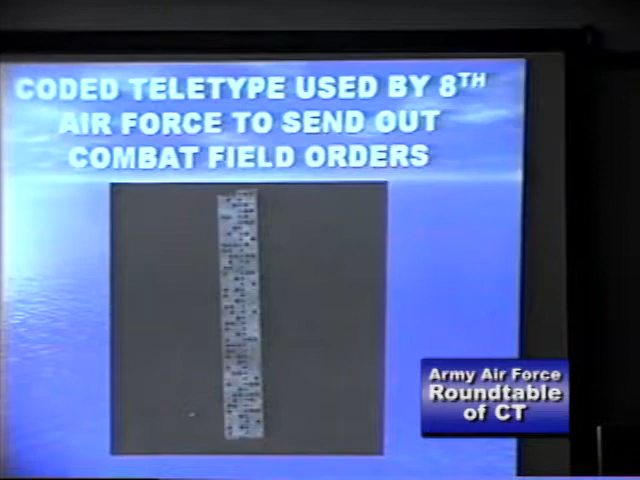 CODED TELETYPE USED BY 8TH
AIR FORCE TO SEND OUT
COMBAT FIELD ORDERS
Army Air Force
Roundtable
of CT